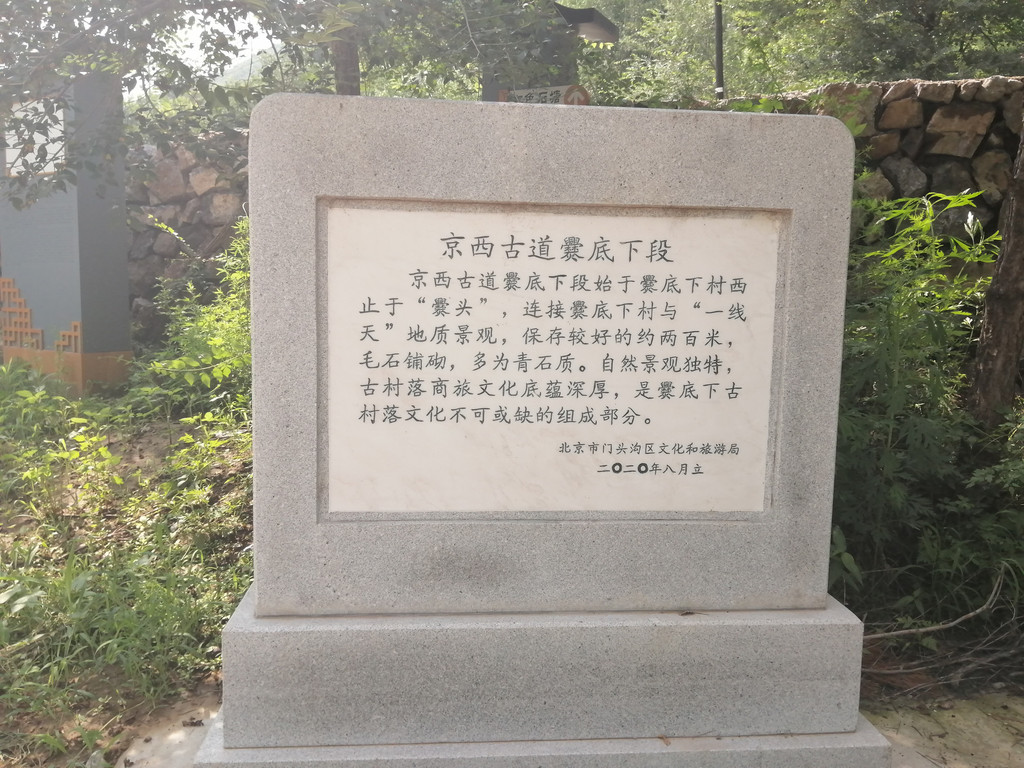 京西古道爨底下段
京西古道爨底下段始于爨底下村西
止于“爨头”，连接爨底下村与“一线
天”地质景观，保存较好的约两百米，
毛石铺砌，多为青石质。自然景观独特，
古村落商旅文化底蕴深厚，是爨底下古
村落文化不可或缺的组成部分。
北京市门头沟区文化和旅游局
二〇二〇年八月立